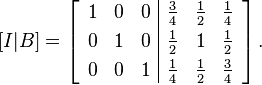 [I|B] = [ 1 0 0 | 3/4 1/2 1/4
0 1 0 | 1/2 1 1/2
0 0 1 | 1/4 1/2 3/4 ] .